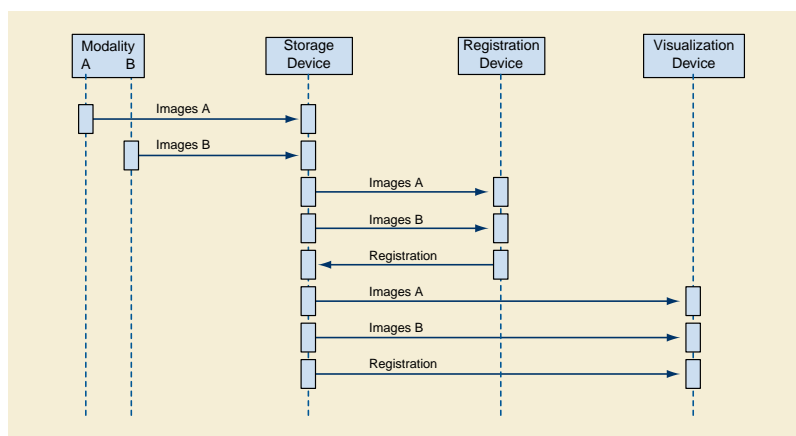 Modality
A B
Storage
Device
Registration
Device
Visualization
Device
Images A
Images B
Images A
Images B
Registration
Images A
Images B
Registration